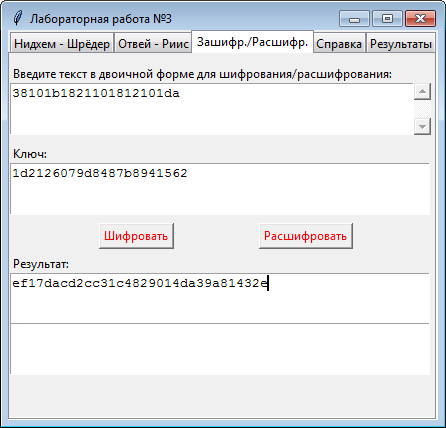 Лабораторная работа №3
Нидхем - Шрёдер Отвей - Риис Зашифр./Расшифр. Справка Результаты
Введите текст в двоичной форме для шифрования/расшифрования:
38101b1821101812101da
Ключ:
1d2126079d8487b8941562
Шифровать Расшифровать
Результат:
ef17dacd2cc31c4829014da39a81432e